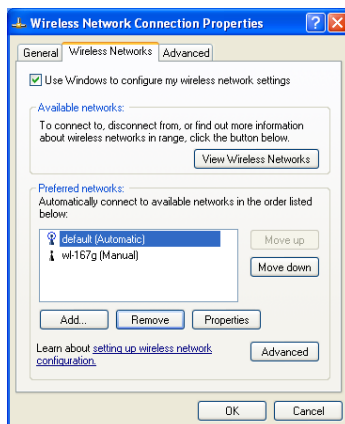 Wireless Network Connection Properties
General Wireless Networks Advanced
Use Windows to configure my wireless network settings
Available networks:
To connect to, disconnect from, or find out more information
about wireless networks in range, click the button below.
View Wireless Networks
Preferred networks:
Automatically connect to available networks in the order listed
below:
default (Automatic)
wl-167g (Manual)
Move up
Move down
Add... Remove Properties
Learn about setting up wireless network
configuration.
Advanced
OK Cancel